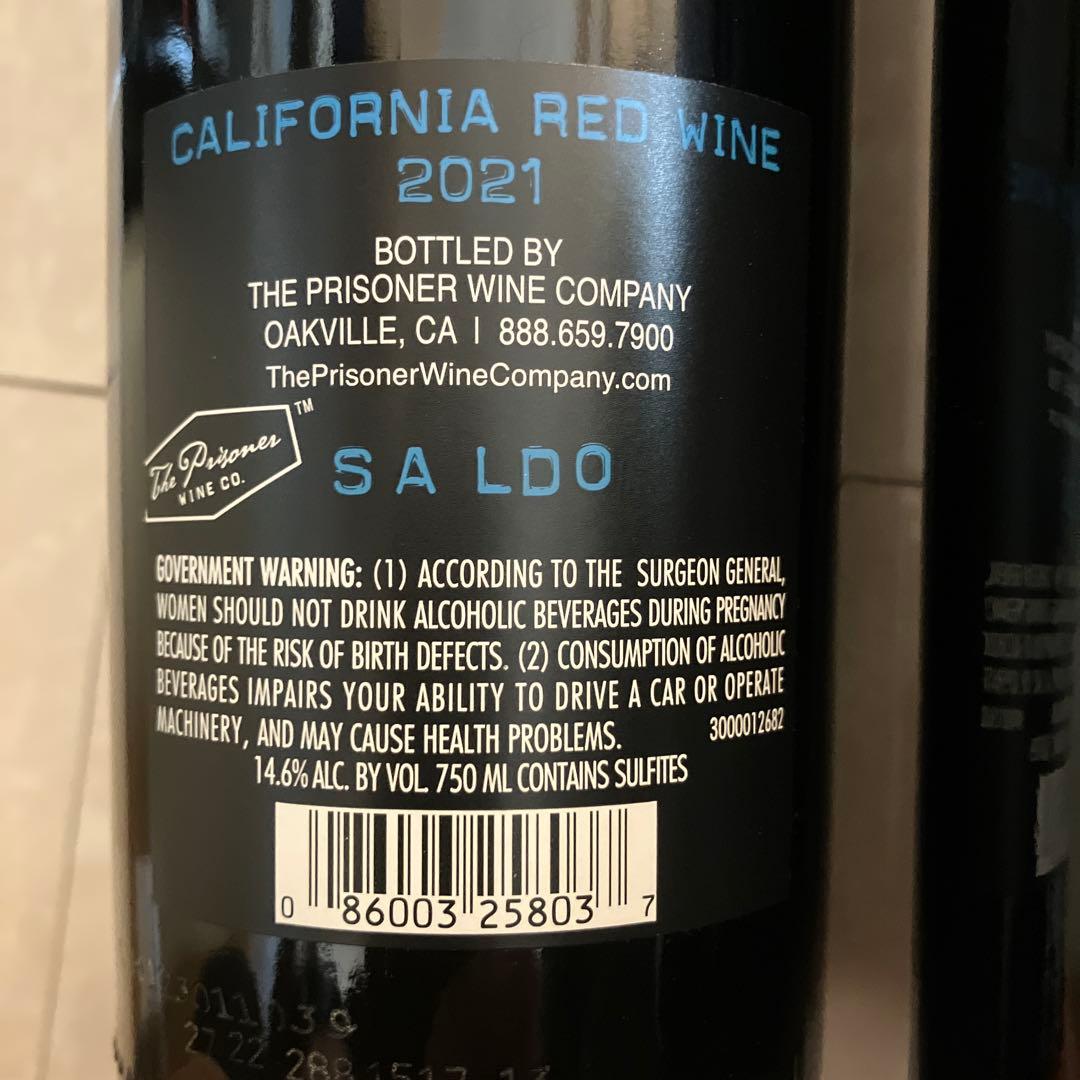 CALIFORNIA RED WINE
2021
BOTTLED BY
THE PRISONER WINE COMPANY
OAKVILLE, CA | 888.659.7900
ThePrisonerWineCompany.com
The Prisoner TM
WINE CO.
SALDO
GOVERNMENT WARNING: (1) ACCORDING TO THE SURGEON GENERAL,
WOMEN SHOULD NOT DRINK ALCOHOLIC BEVERAGES DURING PREGNANCY
BECAUSE OF THE RISK OF BIRTH DEFECTS. (2) CONSUMPTION OF ALCOHOLIC
BEVERAGES IMPAIRS YOUR ABILITY TO DRIVE A CAR OR OPERATE
MACHINERY, AND MAY CAUSE HEALTH PROBLEMS. 3000012682
14.6% ALC. BY VOL. 750 ML CONTAINS SULFITES
0 86003 25803 7